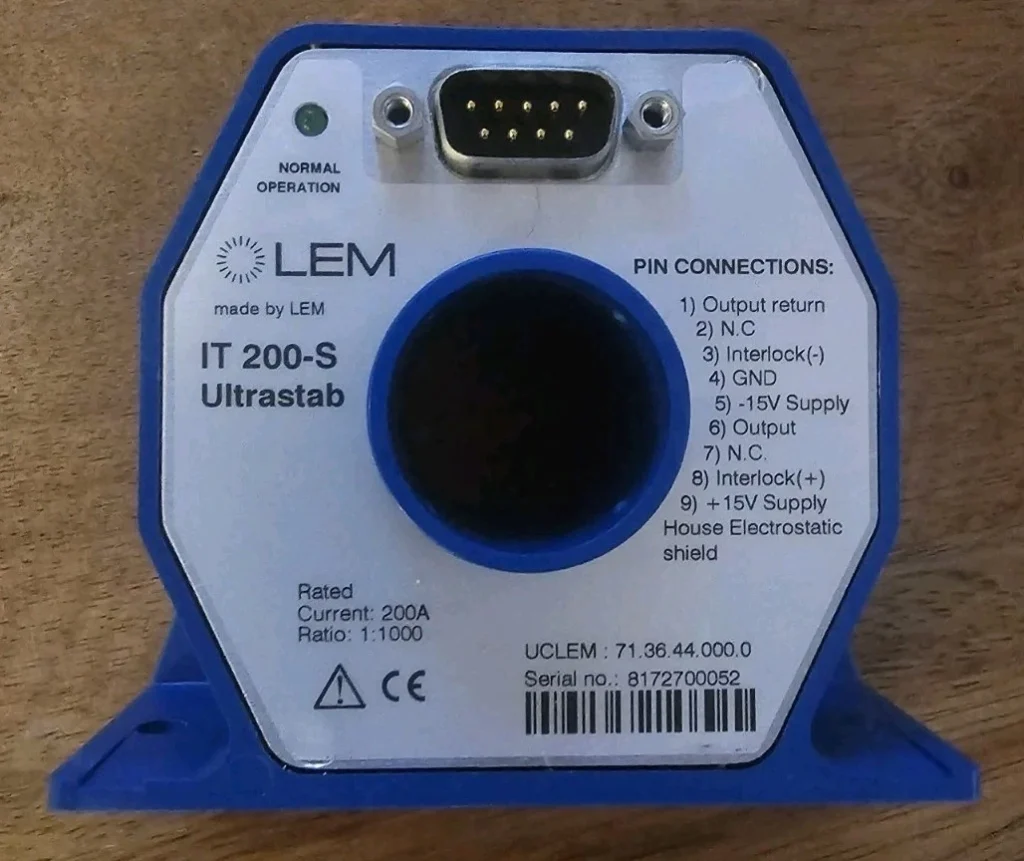 NORMAL
OPERATION
LEM
made by LEM
IT 200-S
Ultrastab
PIN CONNECTIONS:
1) Output return
2) N.C
3) Interlock(-)
4) GND
5) -15V Supply
6) Output
7) N.C.
8) Interlock(+)
9) +15V Supply
House Electrostatic
shield
Rated
Current: 200A
Ratio: 1:1000
CE
UCLEM : 71.36.44.000.0
Serial no.: 8172700052